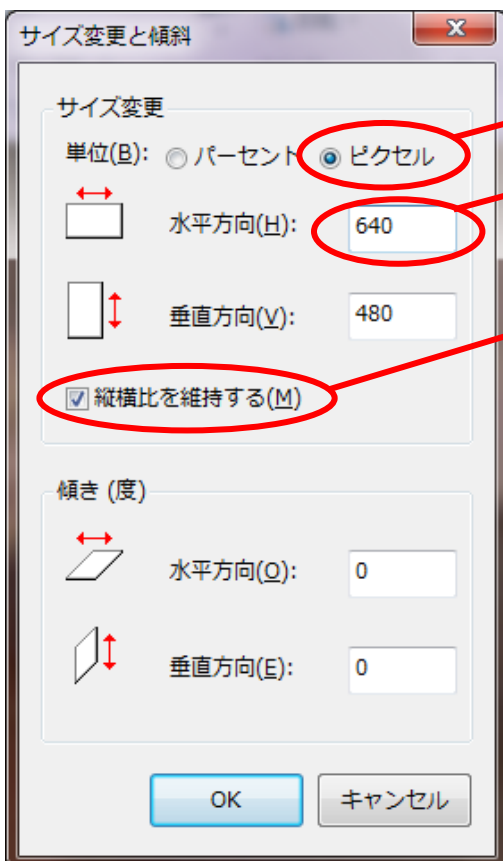 サイズ変更と傾斜
サイズ変更
単位(B): パーセント ピクセル
水平方向(H): 640
垂直方向(V): 480
縦横比を維持する(M)
傾き (度)
水平方向(O): 0
垂直方向(E): 0
OK キャンセル